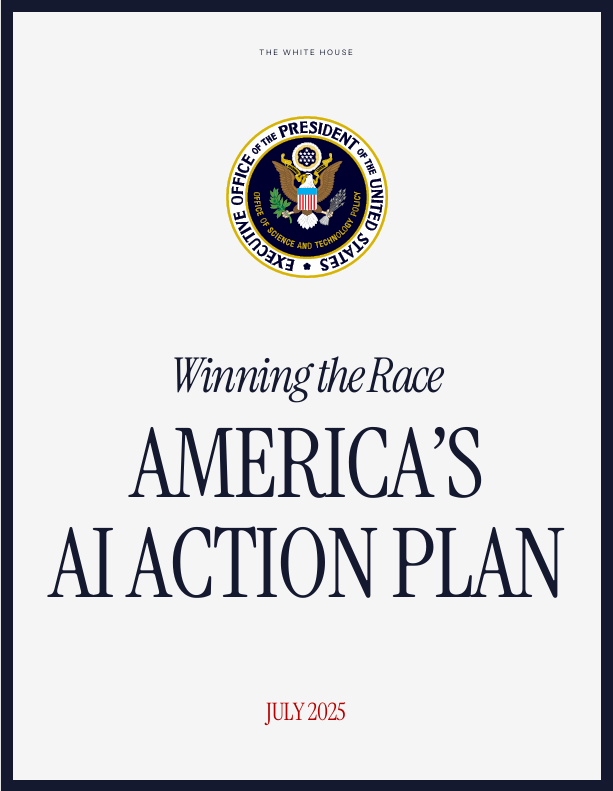 THE WHITE HOUSE
EXECUTIVE OFFICE OF THE PRESIDENT OF THE UNITED STATES
OFFICE OF SCIENCE AND TECHNOLOGY POLICY
Winning the Race
AMERICA’S
AI ACTION PLAN
JULY 2025